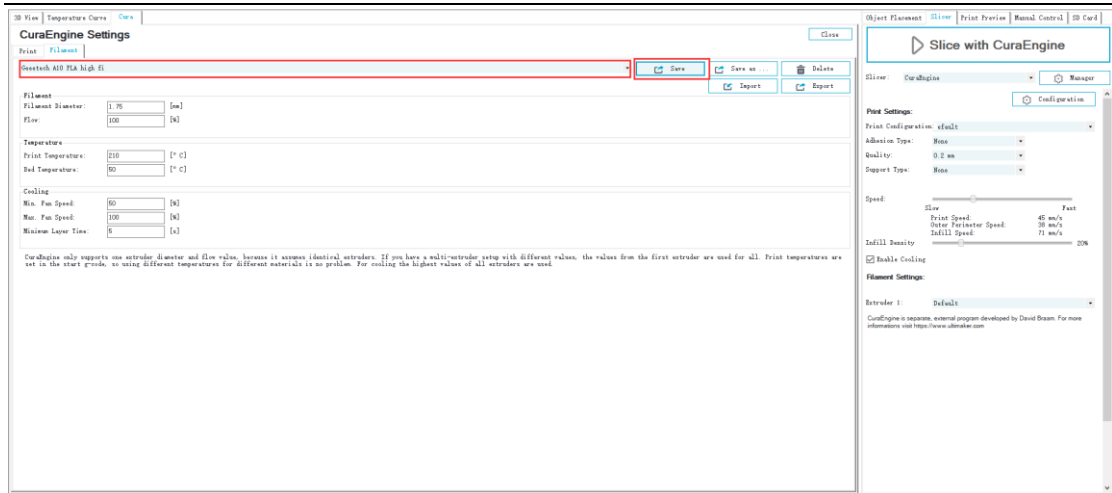 3D View Temperature Curve Cura
CuraEngine Settings
Close
Print Filament
Geeetech A10 PLA high fi
Save
Save as ...
Delete
Import
Export
Filament
Filament Diameter: 1.75 [mm]
Flow: 100 [%]
Temperature
Print Temperature: 210 [° C]
Bed Temperature: 50 [° C]
Cooling
Min. Fan Speed: 50 [%]
Max. Fan Speed: 100 [%]
Minimum Layer Time: 5 [s]
CuraEngine only supports one extruder diameter and flow value, because it assumes identical extruders. If you have a multi-extruder setup with different values, the values from the first extruder are used for all. Print temperatures are
set in the start g-code, so using different temperatures for different materials is no problem. For cooling the highest values of all extruders are used.
Object Placement Slicer Print Preview Manual Control SD Card
Slice with CuraEngine
Slicer: CuraEngine
Manager
Configuration
Print Settings:
Print Configuration: efault
Adhesion Type: None
Quality: 0.2 mm
Support Type: None
Speed:
Slow Fast
Print Speed: 45 mm/s
Outer Perimeter Speed: 38 mm/s
Infill Speed: 71 mm/s
Infill Density 20%
Enable Cooling
Filament Settings:
Extruder 1: Default
CuraEngine is separate, external program developed by David Braam. For more
informations visit https://www.ultimaker.com